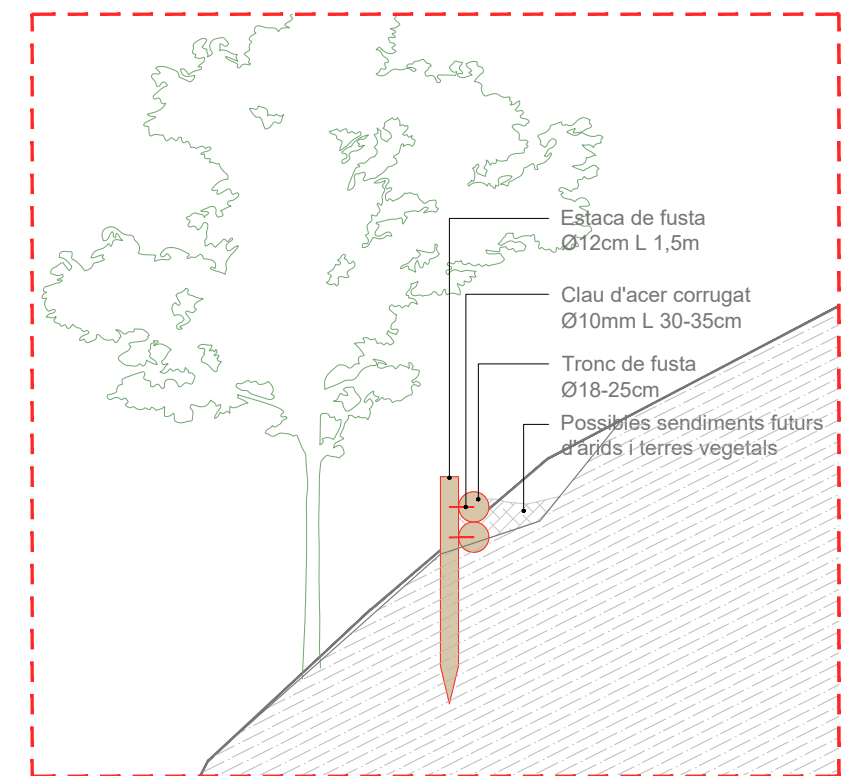 Estaca de fusta
Ø12cm L 1,5m
Clau d'acer corrugat
Ø10mm L 30-35cm
Tronc de fusta
Ø18-25cm
Possibles sendiments futurs
d'àrids i terres vegetals